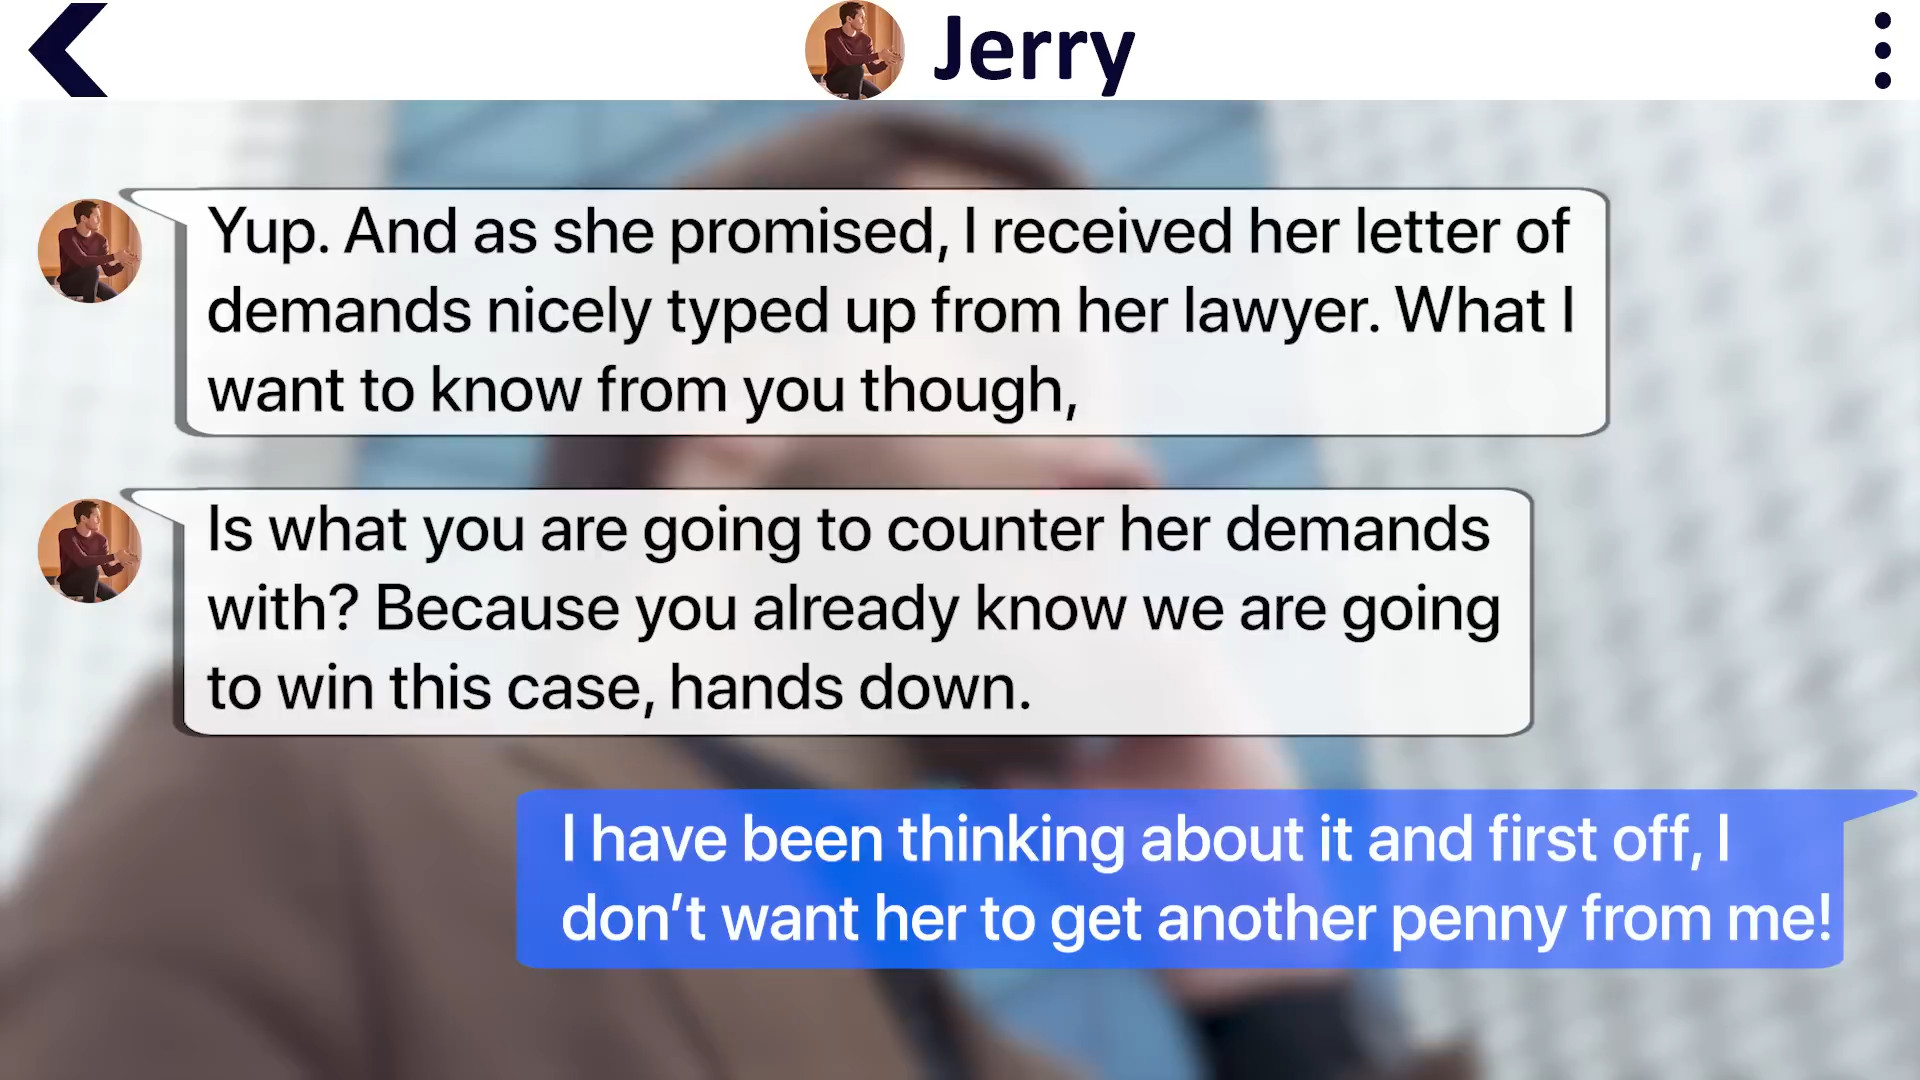 Jerry
Yup. And as she promised, I received her letter of
demands nicely typed up from her lawyer. What I
want to know from you though,
Is what you are going to counter her demands
with? Because you already know we are going
to win this case, hands down.
I have been thinking about it and first off, I
don’t want her to get another penny from me!